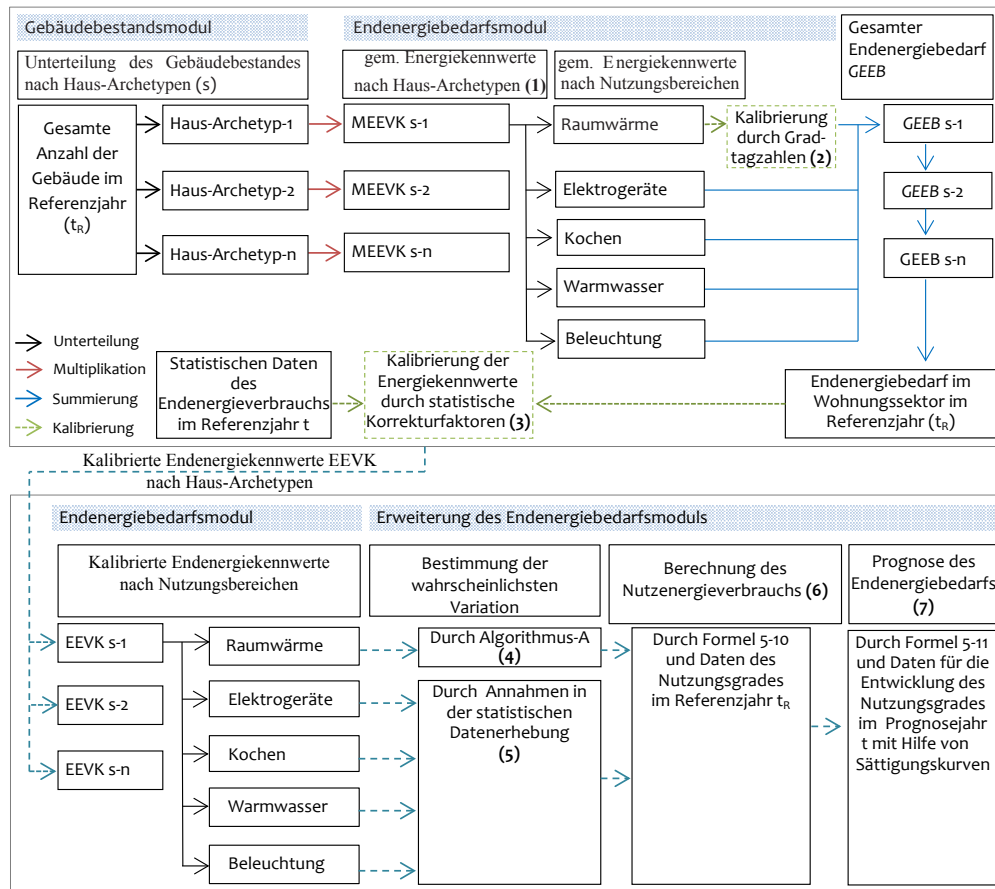 Gebäudebestandsmodul
Endenergiebedarfsmodul
Gesamter
Endenergiebedarf
GEEB
Unterteilung des Gebäudebestandes
nach Haus-Archetypen (s)
gem. Energiekennwerte
nach Haus-Archetypen (1)
gem. Energiekennwerte
nach Nutzungsbereichen
Gesamte
Anzahl der
Gebäude im
Referenzjahr
(tR)
Haus-Archetyp-1
Haus-Archetyp-2
Haus-Archetyp-n
MEEVK s-1
MEEVK s-2
MEEVK s-n
Raumwärme
Elektrogeräte
Kochen
Warmwasser
Beleuchtung
Kalibrierung
durch Grad-
tagzahlen (2)
GEEB s-1
GEEB s-2
GEEB s-n
Unterteilung
Multiplikation
Summierung
Kalibrierung
Statistischen Daten
des
Endenergieverbrauchs
im Referenzjahr t
Kalibrierung der
Energiekennwerte
durch statistische
Korrekturfaktoren (3)
Endenergiebedarf im
Wohnungssektor im
Referenzjahr (tR)
Kalibrierte Endenergiekennwerte EEVK
nach Haus-Archetypen
Endenergiebedarfsmodul
Erweiterung des Endenergiebedarfsmoduls
Kalibrierte Endenergiekennwerte
nach Nutzungsbereichen
Bestimmung der
wahrscheinlichsten
Variation
Berechnung des
Nutzenergieverbrauchs (6)
Prognose des
Endenergiebedarfs
(7)
EEVK s-1
EEVK s-2
EEVK s-n
Raumwärme
Elektrogeräte
Kochen
Warmwasser
Beleuchtung
Durch Algorithmus-A
(4)
Durch Annahmen in
der statistischen
Datenerhebung
(5)
Durch Formel 5-10
und Daten des
Nutzungsgrades
im Referenzjahr tR
Durch Formel 5-11
und Daten für die
Entwicklung des
Nutzungsgrades
im Prognosejahr
t mit Hilfe von
Sättigungskurven